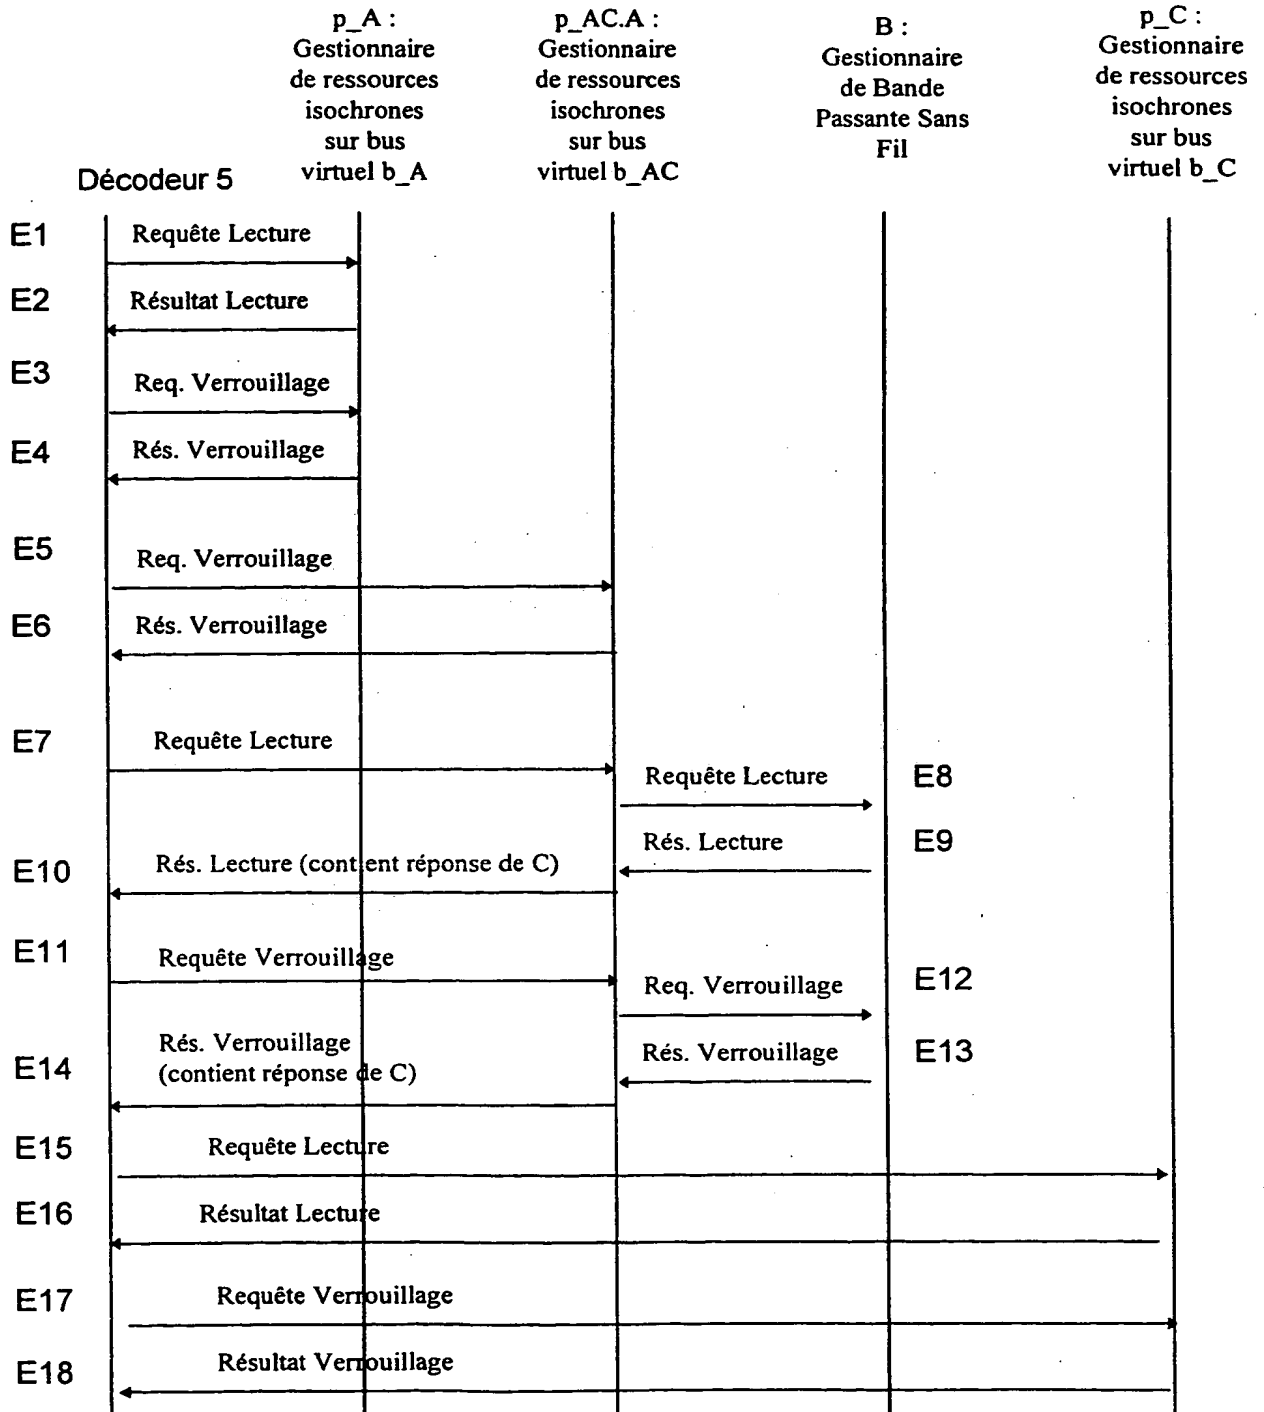 p_A :
Gestionnaire
de ressources
isochrones
sur bus
virtuel b_A
p_AC.A :
Gestionnaire
de ressources
isochrones
sur bus
virtuel b_AC
B :
Gestionnaire
de Bande
Passante Sans
Fil
p_C :
Gestionnaire
de ressources
isochrones
sur bus
virtuel b_C
Décodeur 5
E1
Requête Lecture
E2
Résultat Lecture
E3
Req. Verrouillage
E4
Rés. Verrouillage
E5
Req. Verrouillage
E6
Rés. Verrouillage
E7
Requête Lecture
Requête Lecture
E8
Rés. Lecture
E9
E10
Rés. Lecture (contient réponse de C)
E11
Requête Verrouillage
Req. Verrouillage
E12
Rés. Verrouillage
E13
E14
Rés. Verrouillage
(contient réponse de C)
E15
Requête Lecture
E16
Résultat Lecture
E17
Requête Verrouillage
E18
Résultat Verrouillage